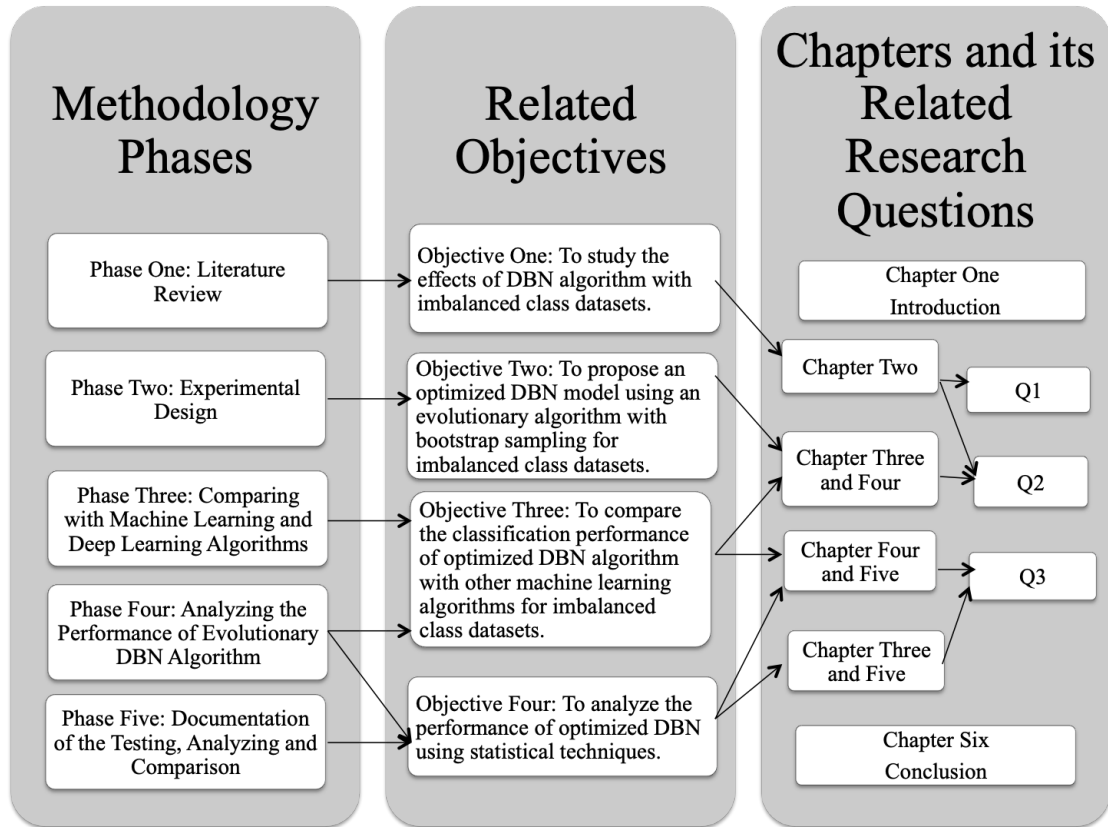 Methodology
Phases
Phase One: Literature
Review
Phase Two: Experimental
Design
Phase Three: Comparing
with Machine Learning and
Deep Learning Algorithms
Phase Four: Analyzing the
Performance of Evolutionary
DBN Algorithm
Phase Five: Documentation
of the Testing, Analyzing and
Comparison
Related
Objectives
Objective One: To study the
effects of DBN algorithm with
imbalanced class datasets.
Objective Two: To propose an
optimized DBN model using an
evolutionary algorithm with
bootstrap sampling for
imbalanced class datasets.
Objective Three: To compare
the classification performance
of optimized DBN algorithm
with other machine learning
algorithms for imbalanced
class datasets.
Objective Four: To analyze the
performance of optimized DBN
using statistical techniques.
Chapters and its
Related
Research
Questions
Chapter One
Introduction
Chapter Two
Q1
Chapter Three
and Four
Q2
Chapter Four
and Five
Q3
Chapter Three
and Five
Chapter Six
Conclusion